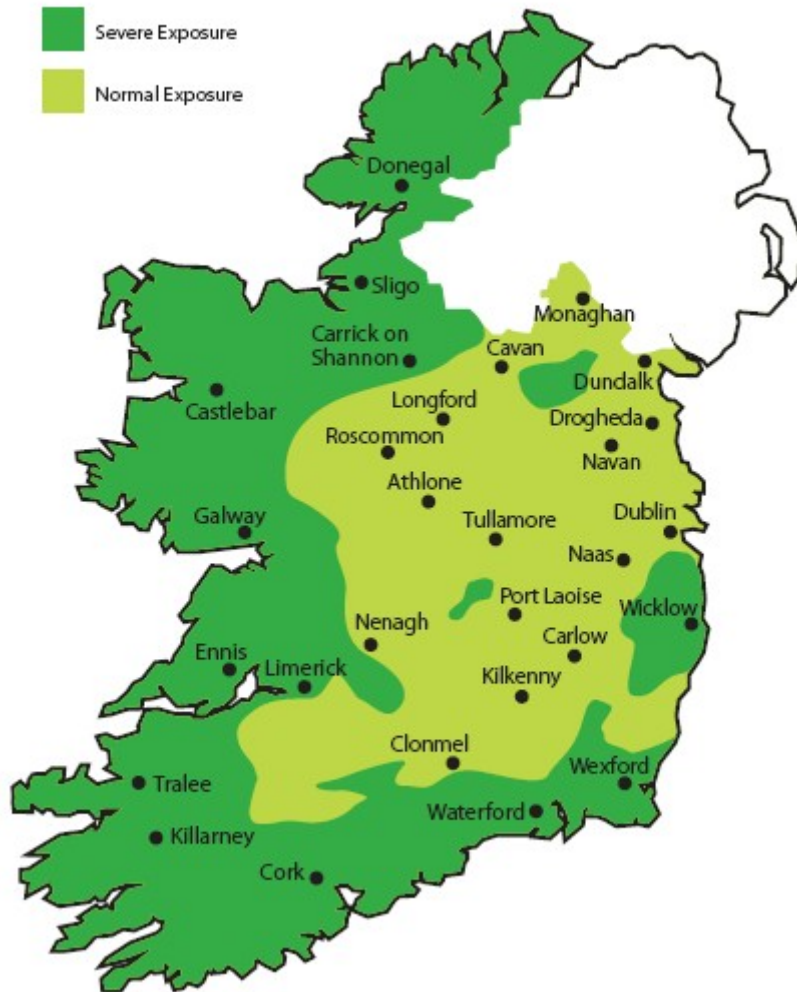 Severe Exposure
Normal Exposure
Donegal
Sligo
Monaghan
Carrick on
Shannon
Cavan
Dundalk
Castlebar
Longford
Drogheda
Roscommon
Navan
Athlone
Galway
Tullamore
Dublin
Naas
Port Laoise
Wicklow
Nenagh
Ennis
Carlow
Limerick
Kilkenny
Clonmel
Wexford
Tralee
Waterford
Killarney
Cork